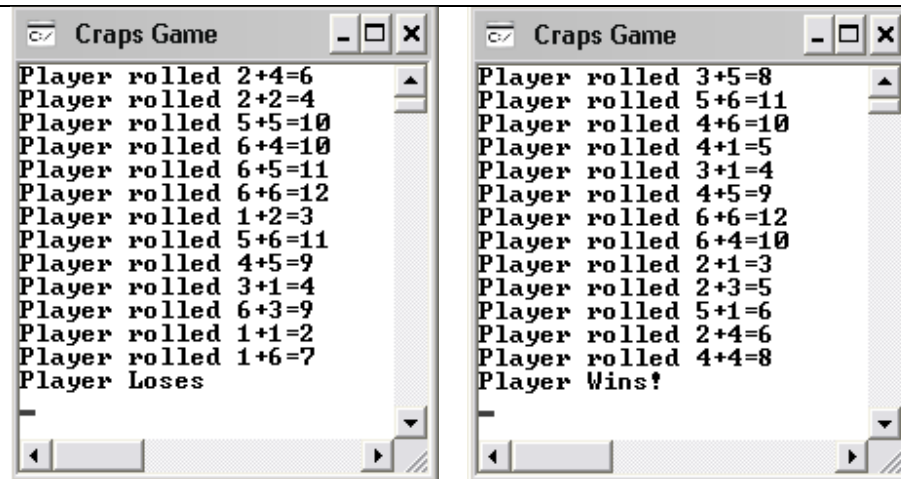 Craps Game
Player rolled 2+4=6
Player rolled 2+2=4
Player rolled 5+5=10
Player rolled 6+4=10
Player rolled 6+5=11
Player rolled 6+6=12
Player rolled 1+2=3
Player rolled 5+6=11
Player rolled 4+5=9
Player rolled 3+1=4
Player rolled 6+3=9
Player rolled 1+1=2
Player rolled 1+6=7
Player Loses
Craps Game
Player rolled 3+5=8
Player rolled 5+6=11
Player rolled 4+6=10
Player rolled 4+1=5
Player rolled 3+1=4
Player rolled 4+5=9
Player rolled 6+6=12
Player rolled 6+4=10
Player rolled 2+1=3
Player rolled 2+3=5
Player rolled 5+1=6
Player rolled 2+4=6
Player rolled 4+4=8
Player Wins!